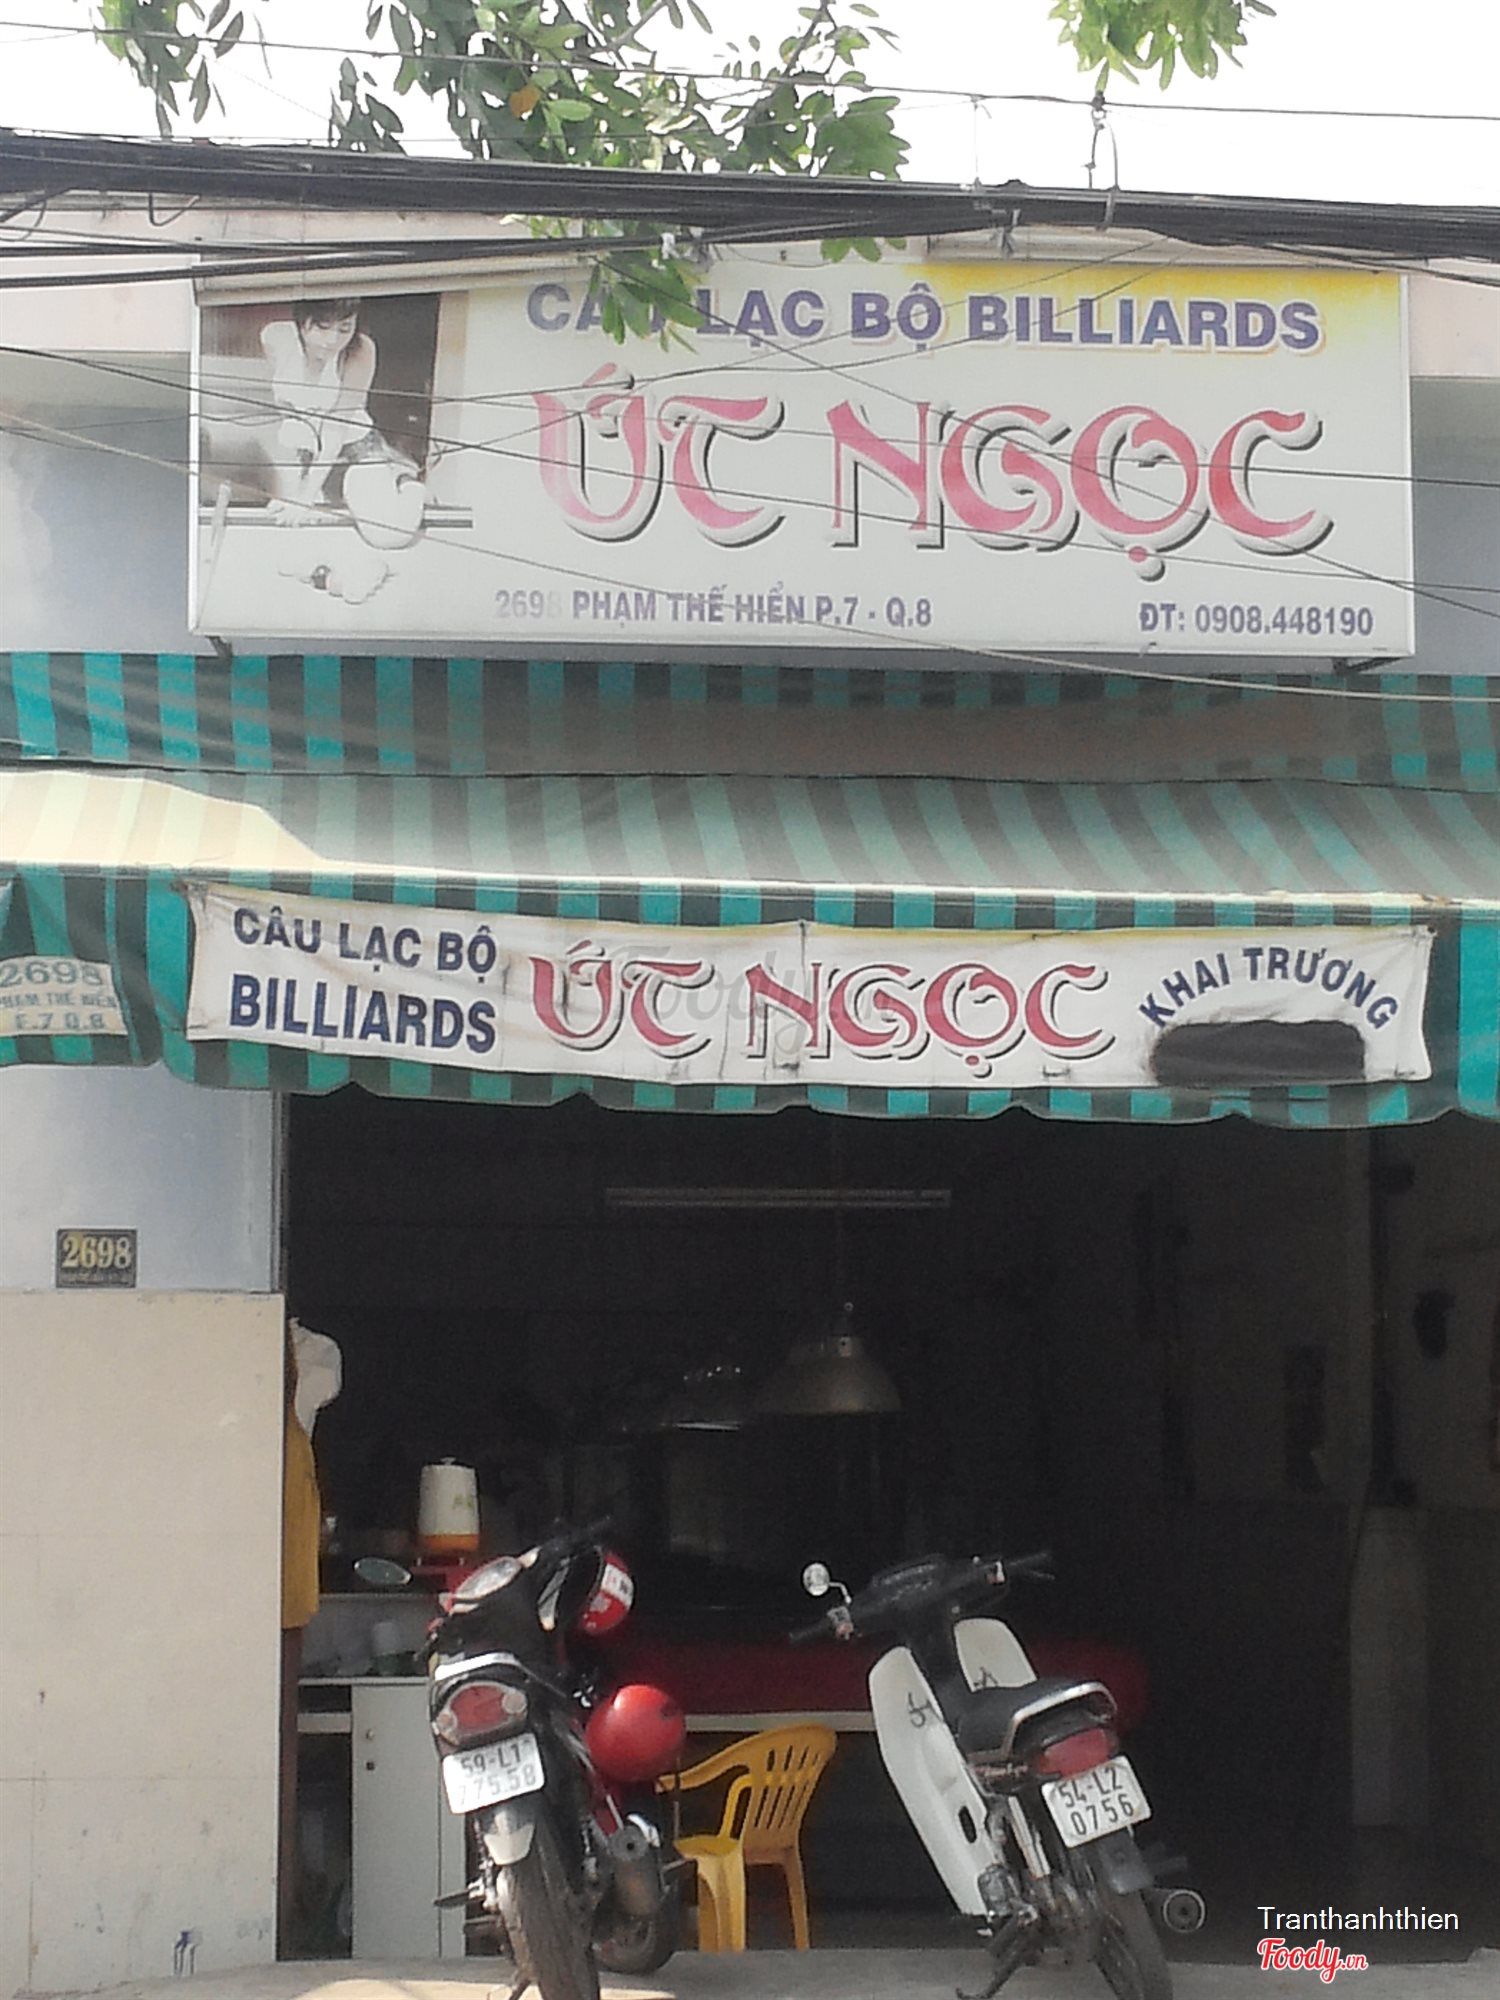 CÂU LẠC BỘ BILLIARDS
ÚT NGỌC
2698 PHẠM THẾ HIỂN P.7 - Q.8
ĐT: 0908.448190
CÂU LẠC BỘ
BILLIARDS
ÚT NGỌC
KHAI TRƯƠNG
2698
PHẠM THẾ HIỂN
F.7 Q.8
2698
59-L1
775.58
54-L2
0756
Tranthanhthien
Foody.vn